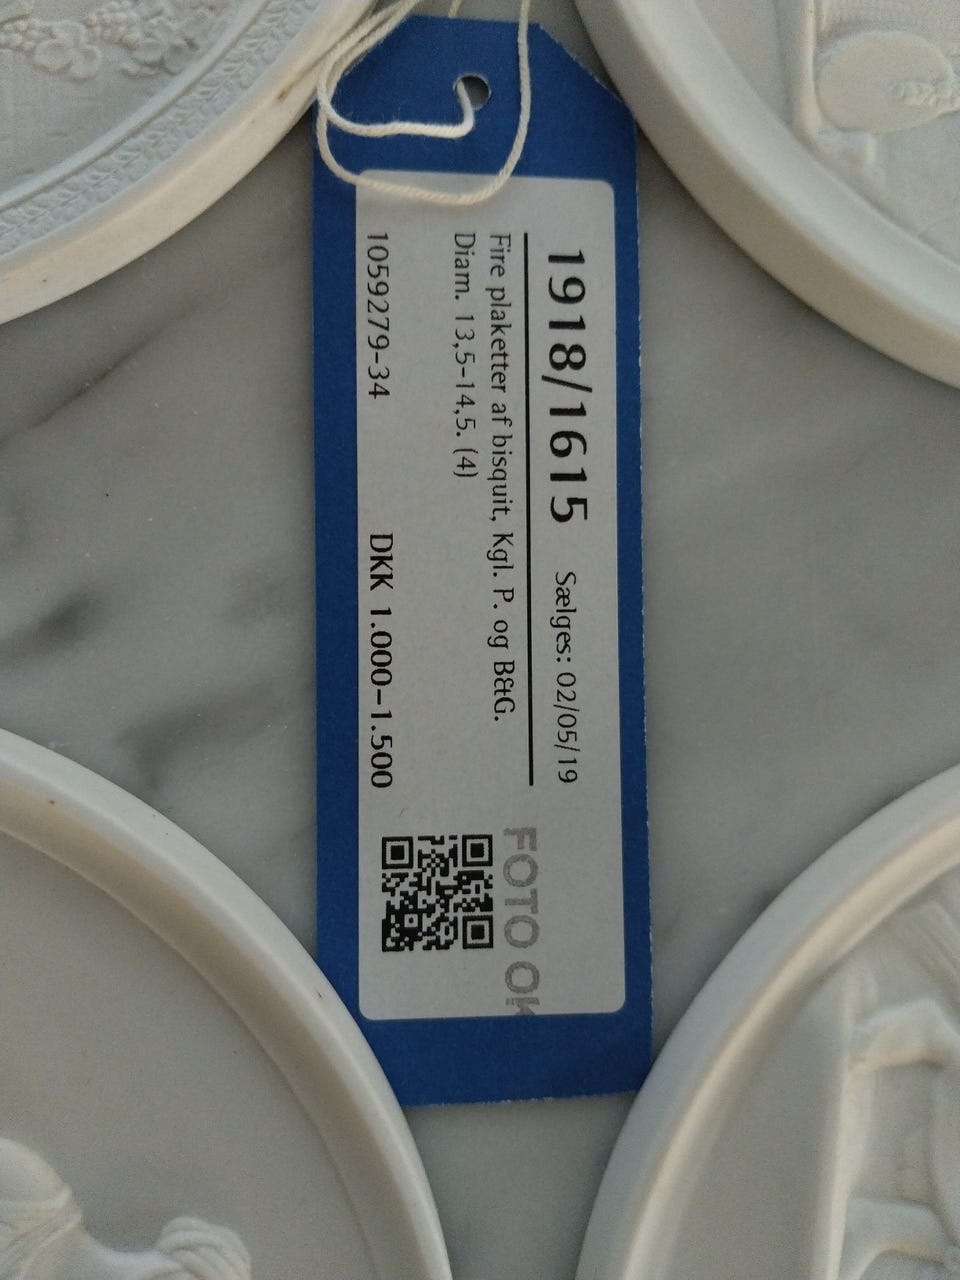 1918/1615 Sælges: 02/05/19
Fire plaketter af bisquit, Kgl. P. og B&G.
Diam. 13,5-14,5. (4)
1059279-34 DKK 1.000-1.500
FOTO OK